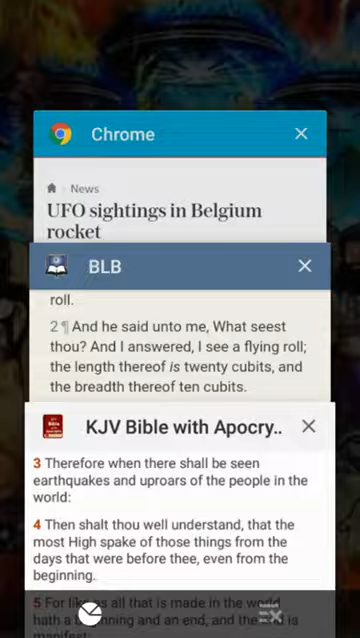 Chrome
News
UFO sightings in Belgium
rocket
BLB
roll.
2 ¶ And he said unto me, What seest
thou? And I answered, I see a flying roll;
the length thereof is twenty cubits, and
the breadth thereof ten cubits.
KJV Bible with Apocry..
3 Therefore when there shall be seen
earthquakes and uproars of the people in the
world:
4 Then shalt thou well understand, that the
most High spake of those things from the
days that were before thee, even from the
beginning.
5 For like as all that is made in the world
hath a beginning and an end, and the end is
manifest: